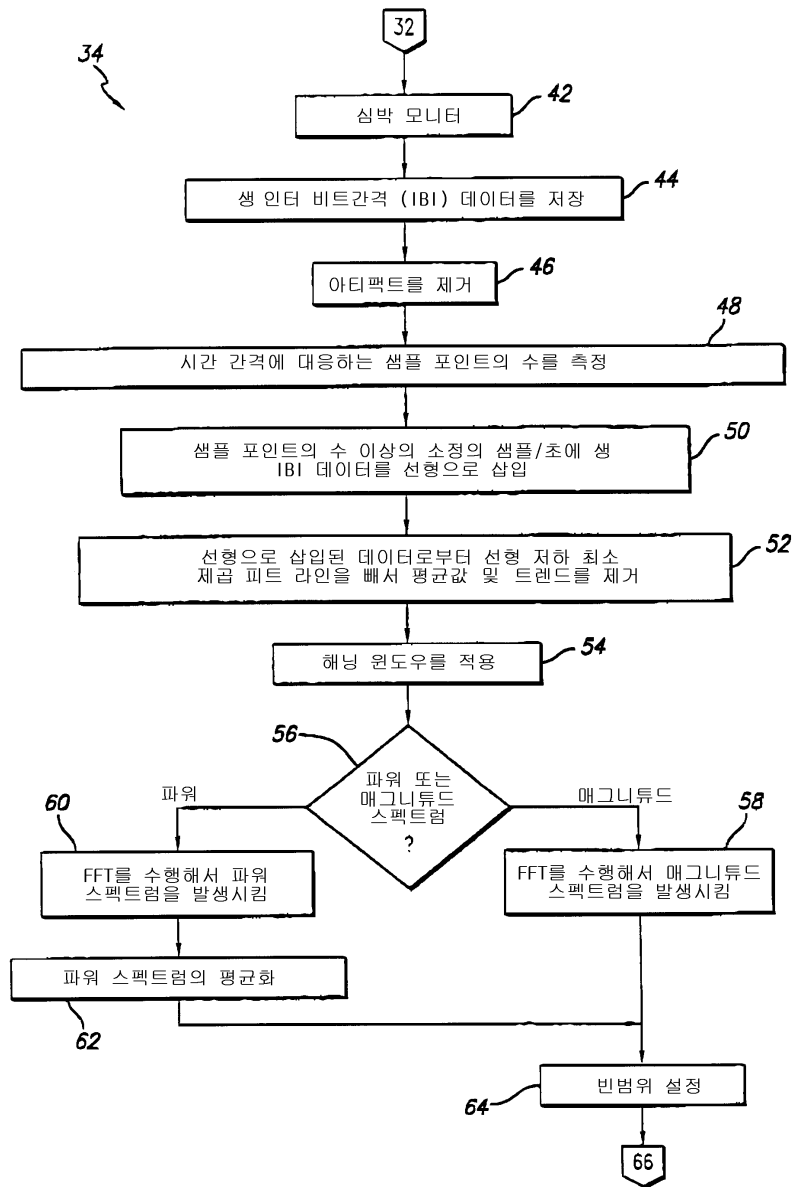 32
34
42
심박 모니터
44
생 인터 비트간격 (IBI) 데이터를 저장
46
아티팩트를 제거
48
시간 간격에 대응하는 샘플 포인트의 수를 측정
50
샘플 포인트의 수 이상의 소정의 샘플/초에 생
IBI 데이터를 선형으로 삽입
52
선형으로 삽입된 데이터로부터 선형 저하 최소
제곱 피트 라인을 빼서 평균값 및 트렌드를 제거
54
해닝 윈도우를 적용
56
파워 또는
매그니튜드
스펙트럼
?
파워
매그니튜드
60
FFT를 수행해서 파워
스펙트럼을 발생시킴
58
FFT를 수행해서 매그니튜드
스펙트럼을 발생시킴
파워 스펙트럼의 평균화
62
빈범위 설정
64
66